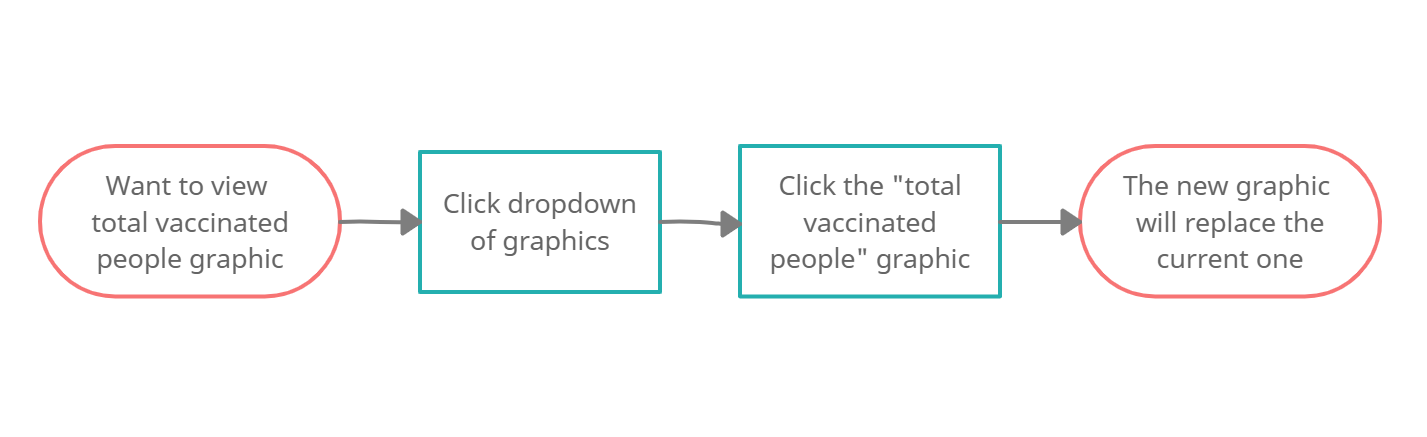 Want to view
total vaccinated
people graphic
Click dropdown
of graphics
Click the "total
vaccinated
people" graphic
The new graphic
will replace the
current one